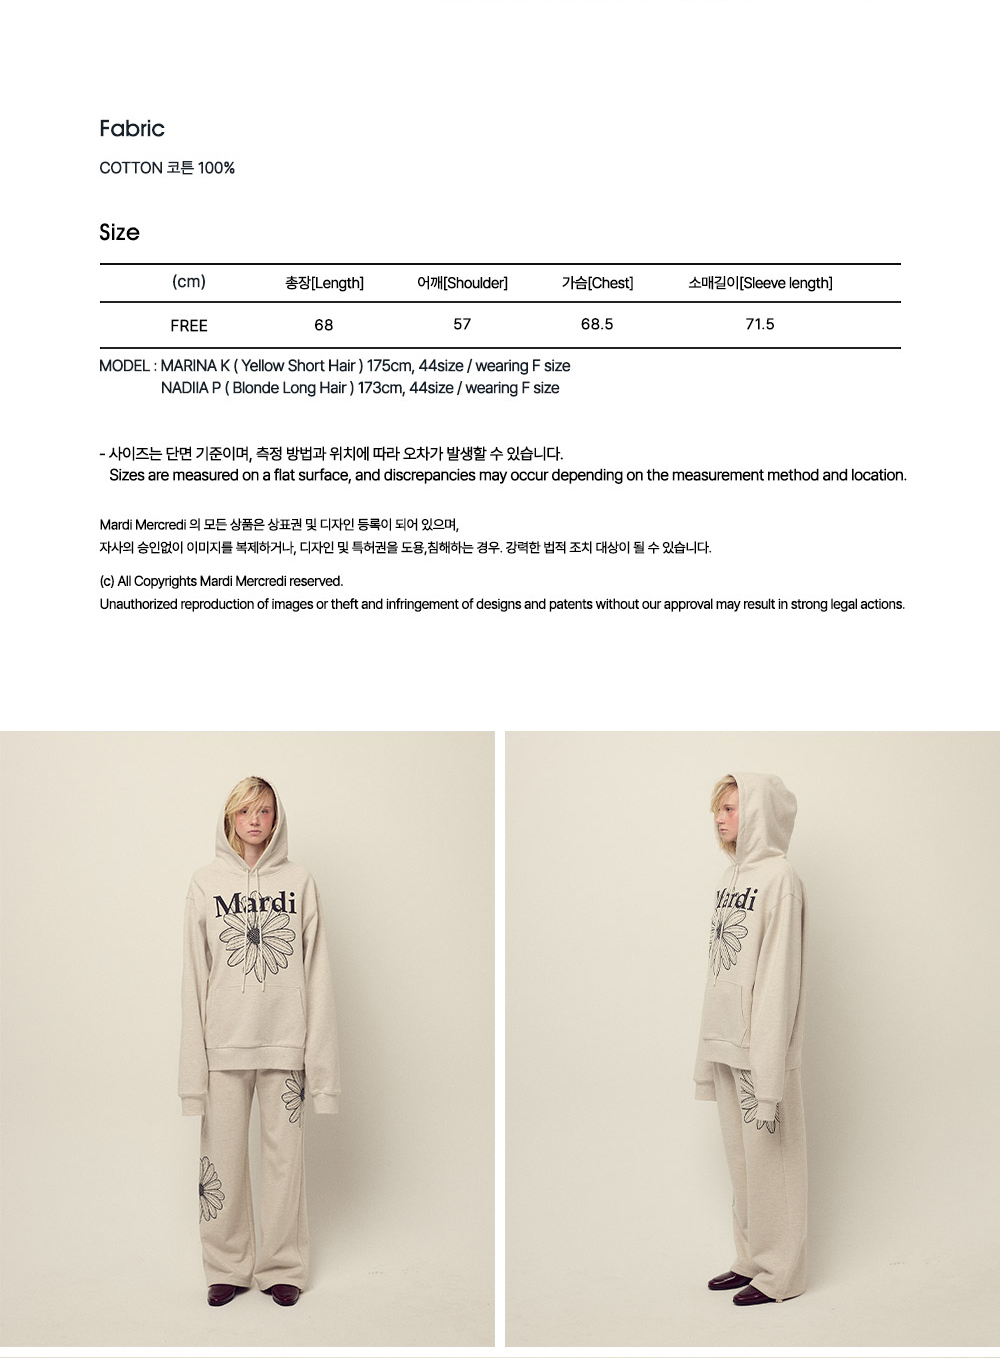 Fabric
COTTON 코튼 100%
Size
(cm) 총장[Length] 어깨[Shoulder] 가슴[Chest] 소매길이[Sleeve length]
FREE 68 57 68.5 71.5
MODEL : MARINA K ( Yellow Short Hair ) 175cm, 44size / wearing F size
NADIIA P ( Blonde Long Hair ) 173cm, 44size / wearing F size
- 사이즈는 단면 기준이며, 측정 방법과 위치에 따라 오차가 발생할 수 있습니다.
Sizes are measured on a flat surface, and discrepancies may occur depending on the measurement method and location.
Mardi Mercredi 의 모든 상품은 상표권 및 디자인 등록이 되어 있으며,
자사의 승인없이 이미지를 복제하거나, 디자인 및 특허권을 도용,침해하는 경우. 강력한 법적 조치 대상이 될 수 있습니다.
(c) All Copyrights Mardi Mercredi reserved.
Unauthorized reproduction of images or theft and infringement of designs and patents without our approval may result in strong legal actions.
Mardi
Mardi